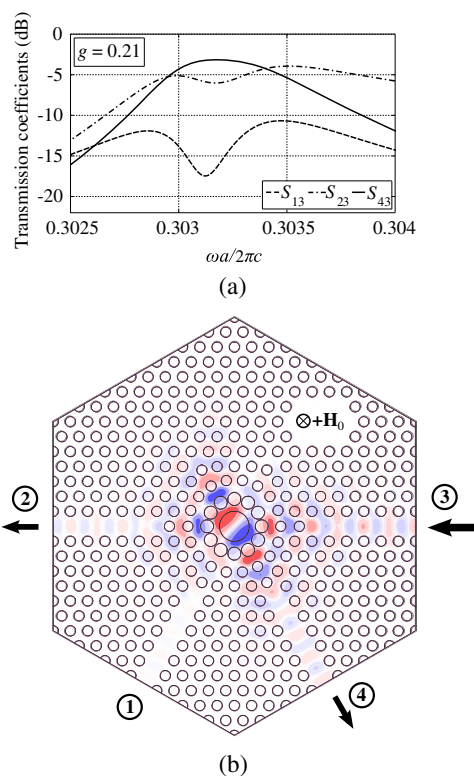 Transmission coefficients (dB)
0
-5
-10
-15
-20
g = 0.21
S13 S23 S43
0.3025 0.303 0.3035 0.304
ωa/2πc
(a)
⊗+H0
2
3
1
4
(b)